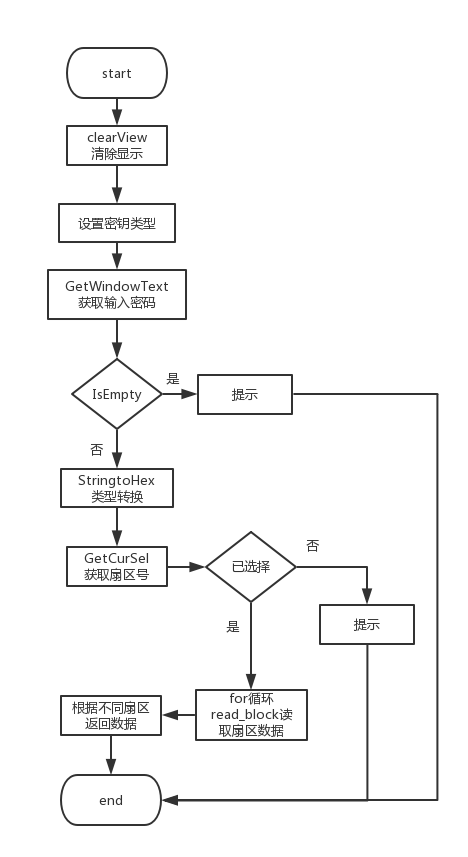 start
clearView
清除显示
设置密钥类型
GetWindowText
获取输入密码
IsEmpty
是
提示
否
StringtoHex
类型转换
GetCurSel
获取扇区号
已选择
否
提示
是
for循环
read_block读
取扇区数据
根据不同扇区
返回数据
end